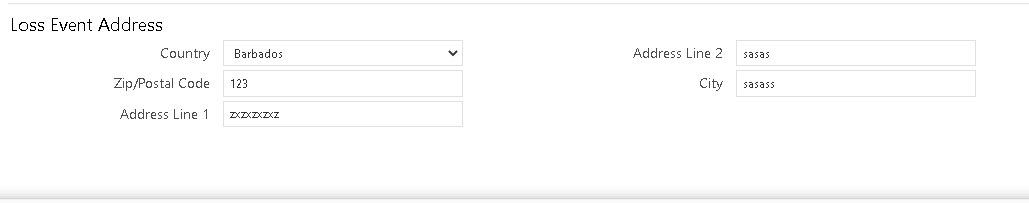 Loss Event Address
Country Barbados Address Line 2 sasas
Zip/Postal Code 123 City sasass
Address Line 1 zxzxzxzxz